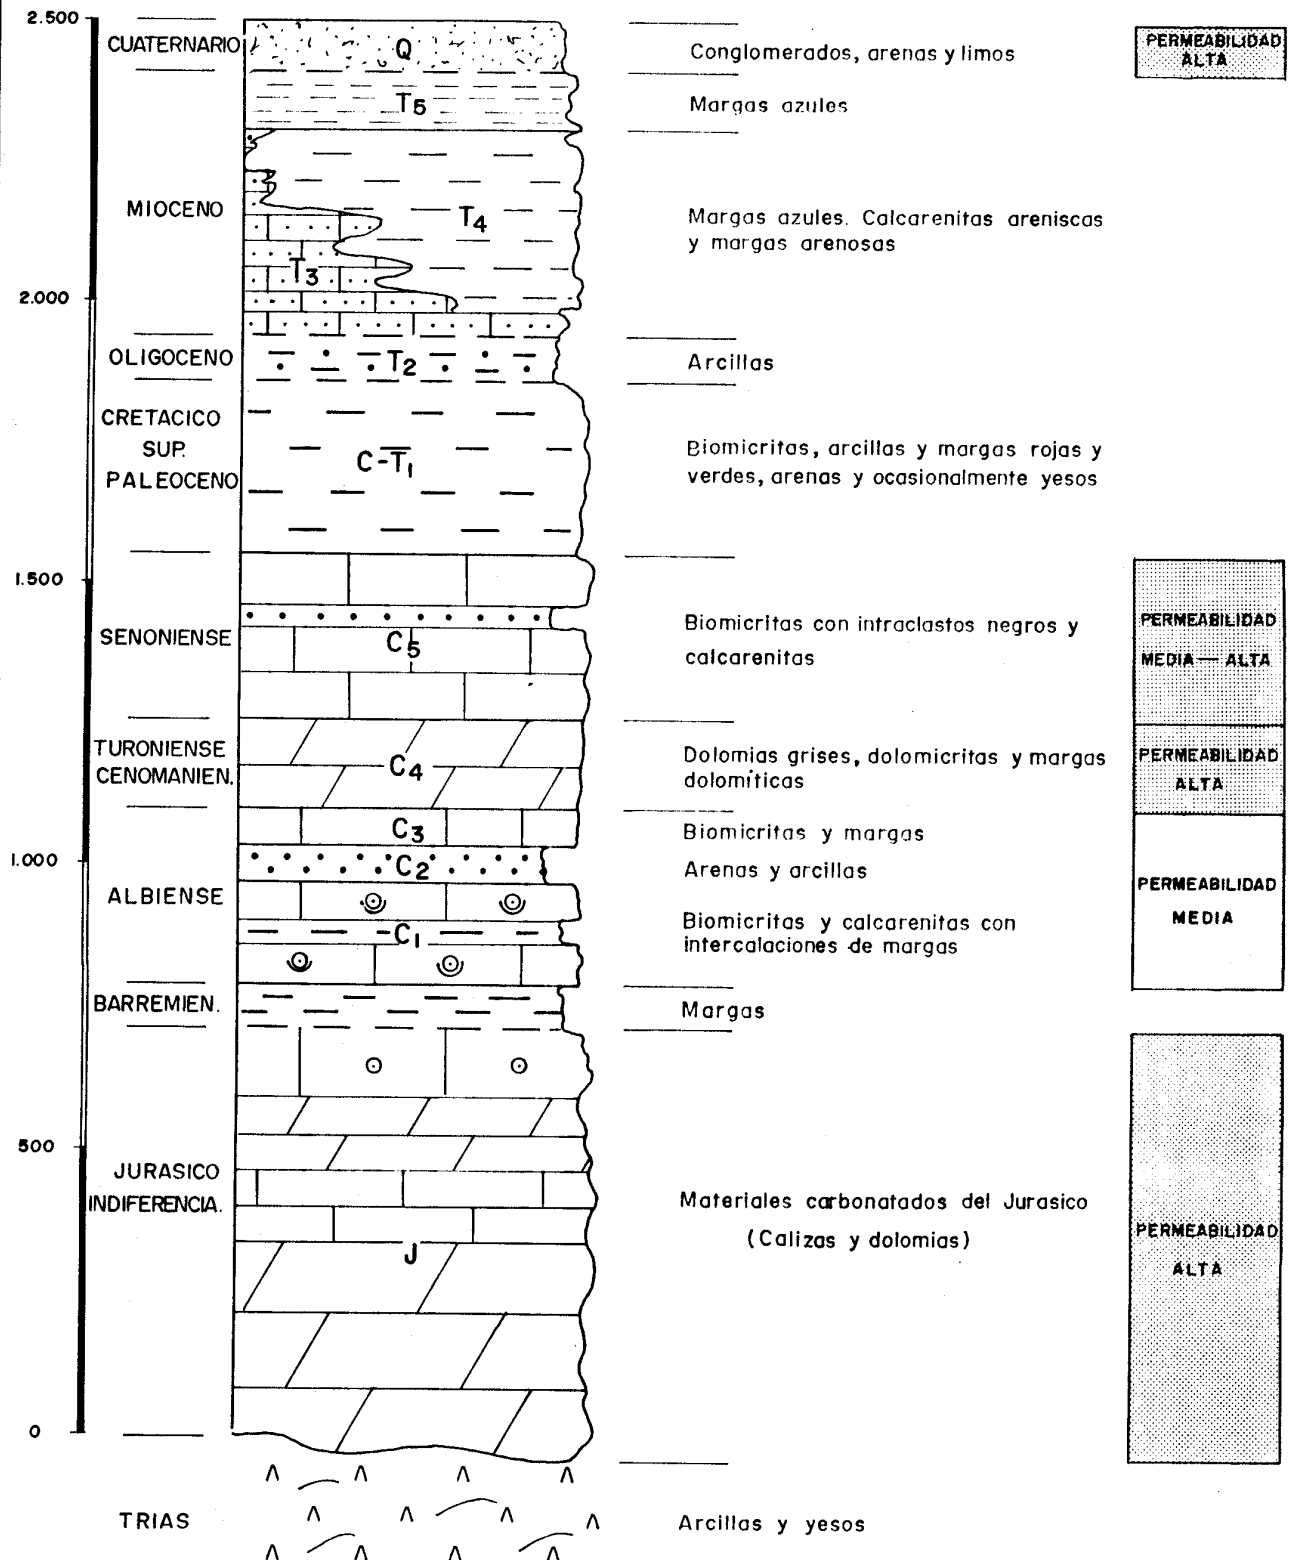 2.500
CUATERNARIO
Q
Conglomerados, arenas y limos
PERMEABILIDAD
ALTA
T5
Margas azules
MIOCENO
T4
Margas azules. Calcarenitas areniscas
y margas arenosas
T3
2.000
OLIGOCENO
T2
Arcillas
CRETACICO
SUP.
PALEOCENO
C-T1
Biomicritas, arcillas y margas rojas y
verdes, arenas y ocasionalmente yesos
1.500
SENONIENSE
C5
Biomicritas con intraclastos negros y
calcarenitas
PERMEABILIDAD
MEDIA — ALTA
TURONIENSE
CENOMANIEN.
C4
Dolomias grises, dolomicritas y margas
dolomíticas
PERMEABILIDAD
ALTA
C3
Biomicritas y margas
1.000
C2
Arenas y arcillas
ALBIENSE
C1
Biomicritas y calcarenitas con
intercalaciones de margas
PERMEABILIDAD
MEDIA
BARREMIEN.
Margas
500
JURASICO
INDIFERENCIA.
J
Materiales carbonatados del Jurasico
(Calizas y dolomias)
PERMEABILIDAD
ALTA
0
TRIAS
Arcillas y yesos